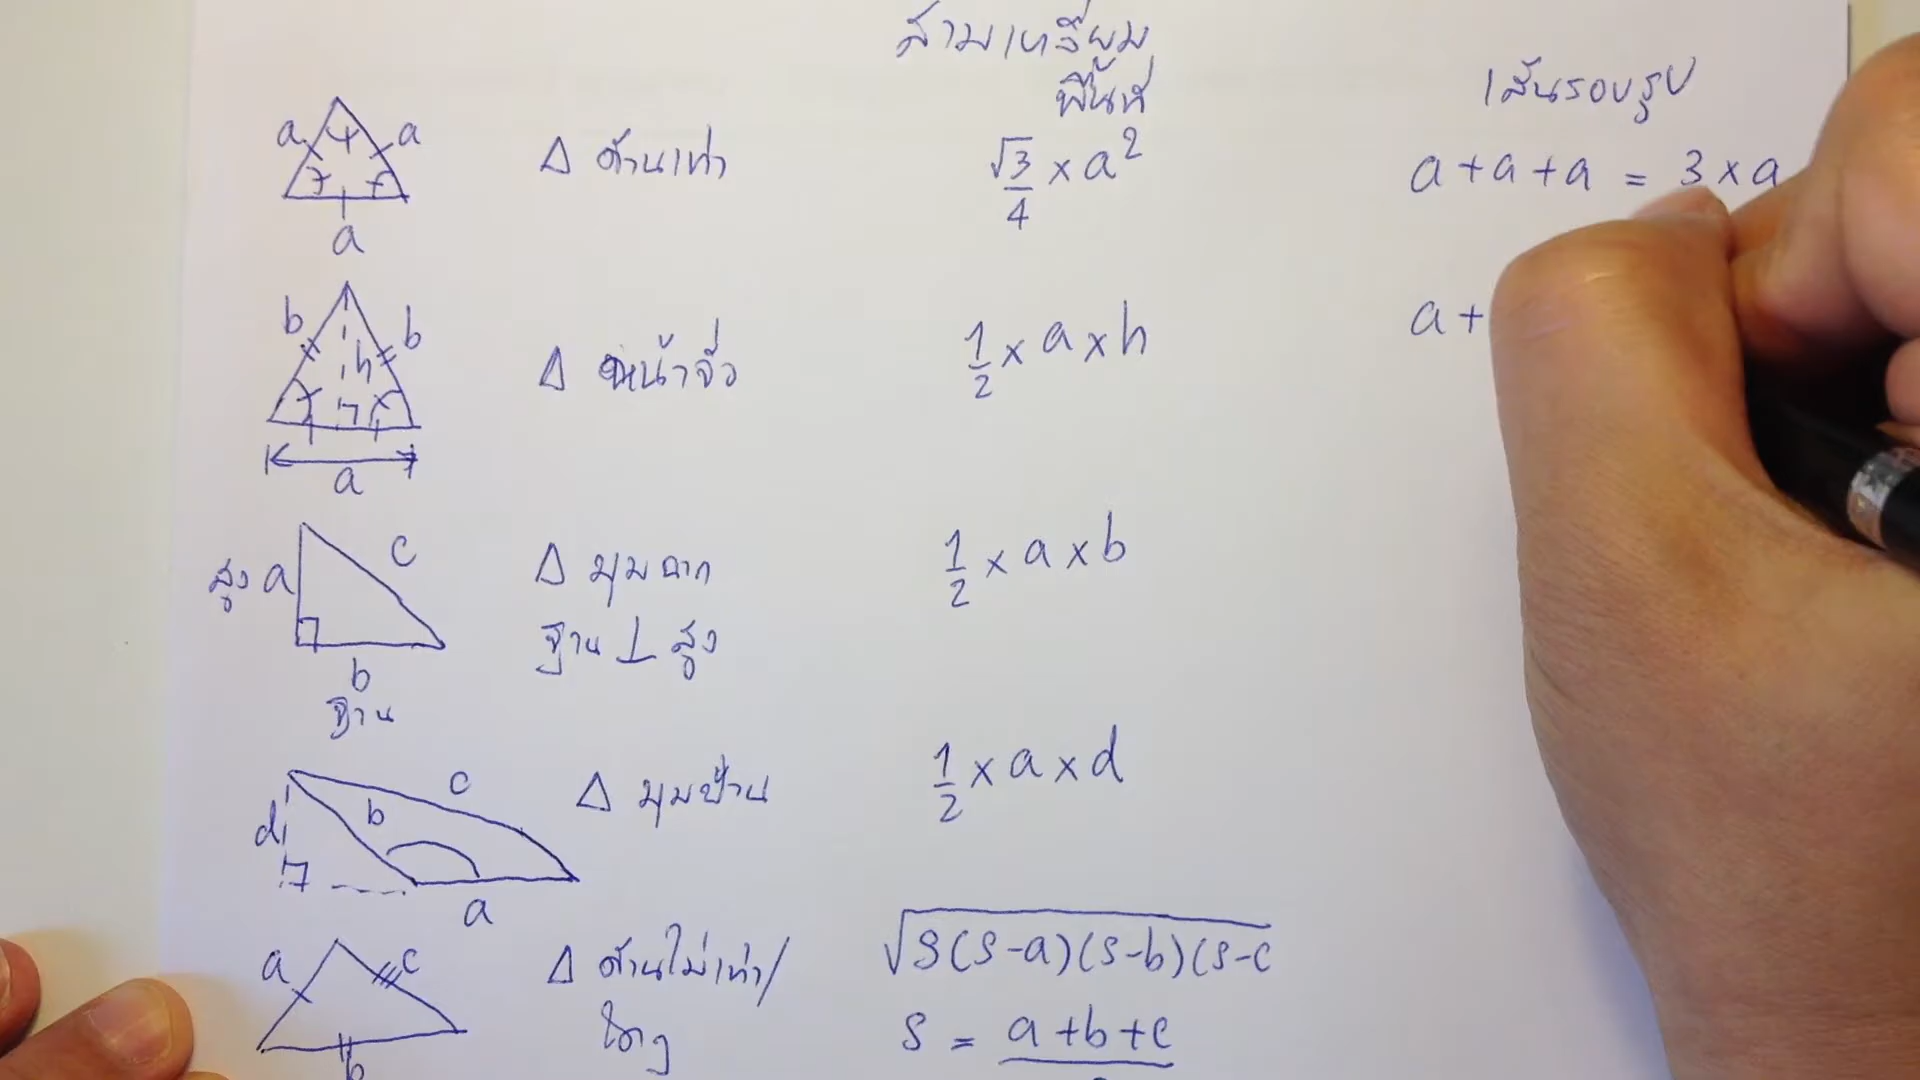 สามเหลี่ยม
พื้นที่
เส้นรอบรูป
a a
a
△ ด้านเท่า
√3/4 × a²
a + a + a = 3 × a
b b
h
a
△ หน้าจั่ว
1/2 × a × h
a +
สูง a
c
b
ฐาน
△ มุมฉาก
ฐาน ⊥ สูง
1/2 × a × b
c
b
d
a
△ มุมป้าน
1/2 × a × d
a c
b
△ ด้านไม่เท่า/
ใดๆ
√S(S-a)(S-b)(S-c
S = a + b + c